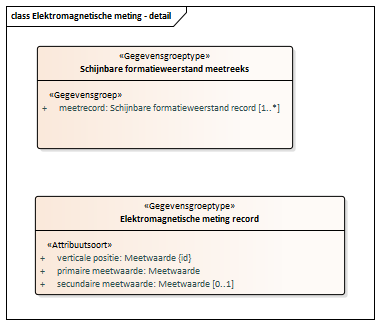 class Elektromagnetische meting - detail
«Gegevensgroeptype»
Schijnbare formatieweerstand meetreeks
«Gegevensgroep»
+ meetrecord: Schijnbare formatieweerstand record [1..*]
«Gegevensgroeptype»
Elektromagnetische meting record
«Attribuutsoort»
+ verticale positie: Meetwaarde {id}
+ primaire meetwaarde: Meetwaarde
+ secundaire meetwaarde: Meetwaarde [0..1]